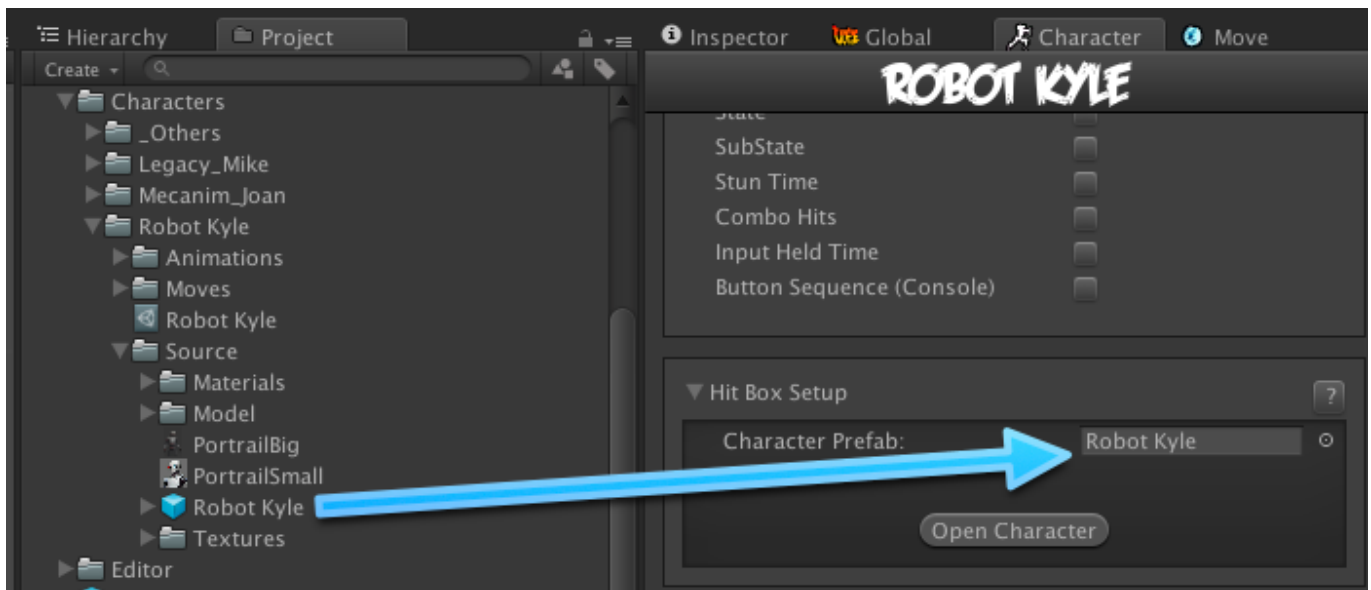 Hierarchy Project
Create
Characters
_Others
Legacy_Mike
Mecanim_Joan
Robot Kyle
Animations
Moves
Robot Kyle
Source
Materials
Model
PortrailBig
PortrailSmall
Robot Kyle
Textures
Editor
Inspector Global Character Move
ROBOT KYLE
State
SubState
Stun Time
Combo Hits
Input Held Time
Button Sequence (Console)
Hit Box Setup ?
Character Prefab: Robot Kyle
Open Character